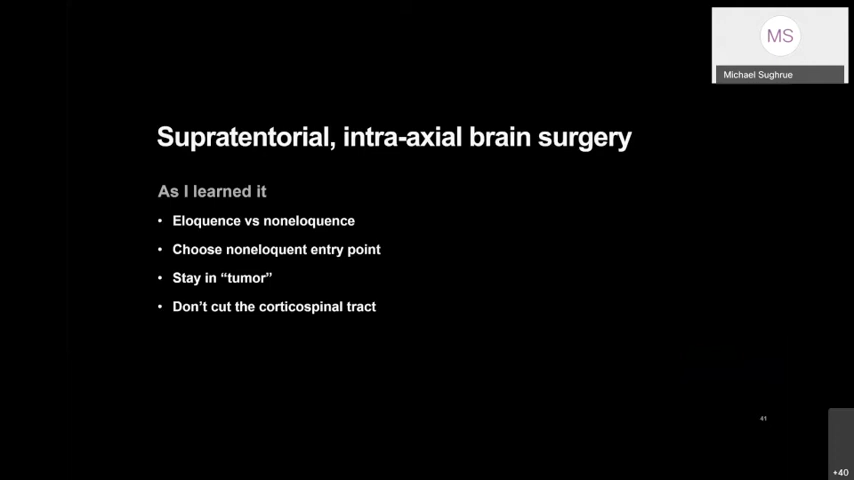 MS
Michael Sughrue
Supratentorial, intra-axial brain surgery
As I learned it
• Eloquence vs noneloquence
• Choose noneloquent entry point
• Stay in “tumor”
• Don’t cut the corticospinal tract
41
+40